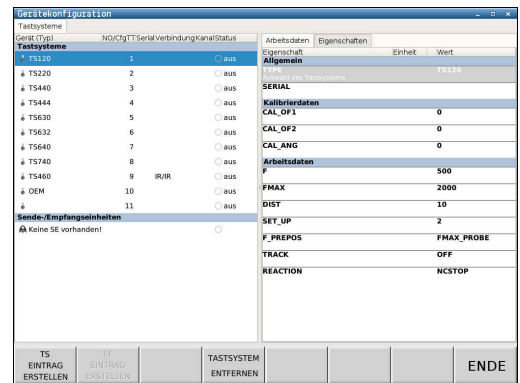 Gerätekonfiguration
Tastsysteme
Gerät (Typ) NO/CfgTT Serial Verbindung Kanal Status
Tastsysteme
TS120 1 aus
TS220 2 aus
TS440 3 aus
TS444 4 aus
TS630 5 aus
TS632 6 aus
TS640 7 aus
TS740 8 aus
TS460 9 IR/IR aus
OEM 10 aus
11 aus
Sende-/Empfangseinheiten
Keine SE vorhanden!
Arbeitsdaten Eigenschaften
Eigenschaft Einheit Wert
Allgemein
TYPE TS120
Auswahl des Tastsystems
SERIAL
Kalibrierdaten
CAL_OF1 0
CAL_OF2 0
CAL_ANG 0
Arbeitsdaten
F 500
FMAX 2000
DIST 10
SET_UP 2
F_PREPOS FMAX_PROBE
TRACK OFF
REACTION NCSTOP
TS
EINTRAG
ERSTELLEN
TT
EINTRAG
ERSTELLEN
TASTSYSTEM
ENTFERNEN
ENDE